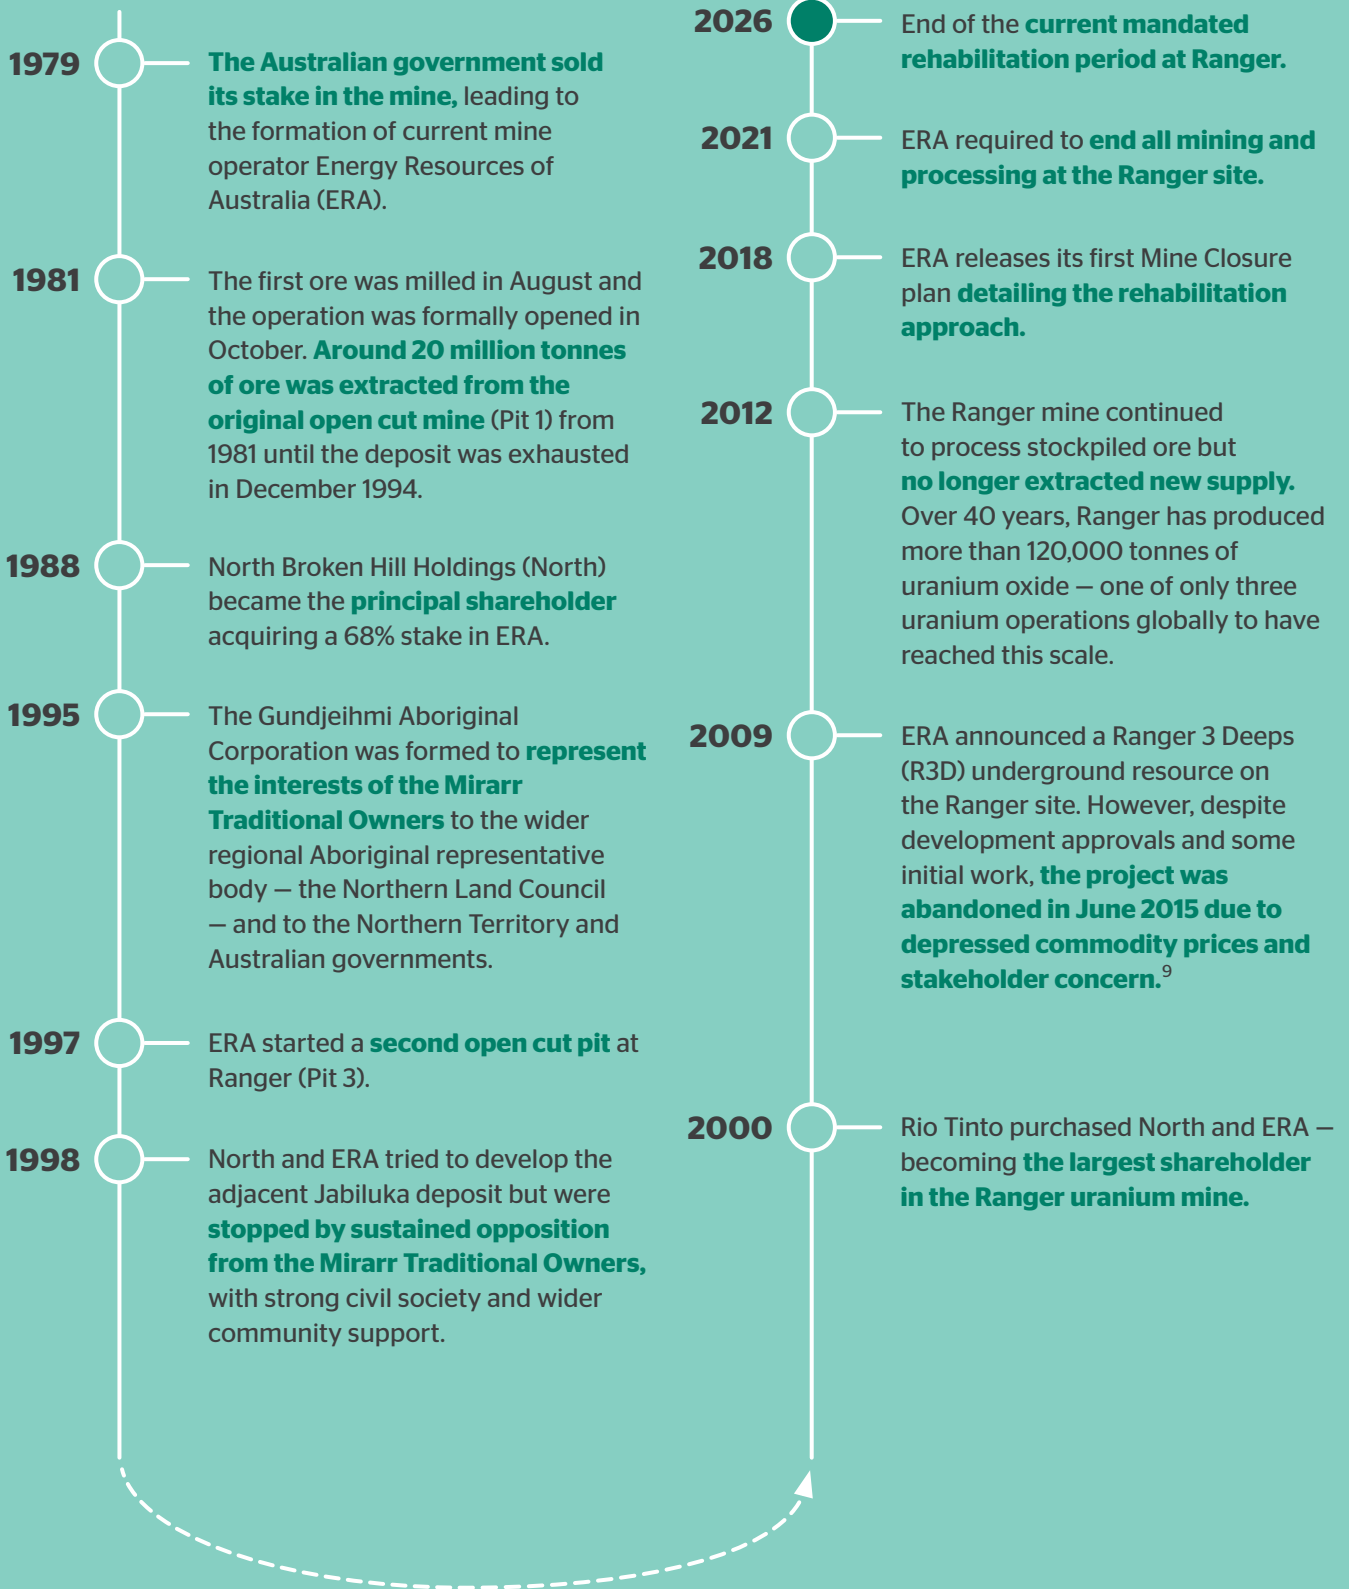 1979
The Australian government sold
its stake in the mine, leading to
the formation of current mine
operator Energy Resources of
Australia (ERA).
1981
The first ore was milled in August and
the operation was formally opened in
October. Around 20 million tonnes
of ore was extracted from the
original open cut mine (Pit 1) from
1981 until the deposit was exhausted
in December 1994.
1988
North Broken Hill Holdings (North)
became the principal shareholder
acquiring a 68% stake in ERA.
1995
The Gundjeihmi Aboriginal
Corporation was formed to represent
the interests of the Mirarr
Traditional Owners to the wider
regional Aboriginal representative
body — the Northern Land Council
— and to the Northern Territory and
Australian governments.
1997
ERA started a second open cut pit at
Ranger (Pit 3).
1998
North and ERA tried to develop the
adjacent Jabiluka deposit but were
stopped by sustained opposition
from the Mirarr Traditional Owners,
with strong civil society and wider
community support.
2026
End of the current mandated
rehabilitation period at Ranger.
2021
ERA required to end all mining and
processing at the Ranger site.
2018
ERA releases its first Mine Closure
plan detailing the rehabilitation
approach.
2012
The Ranger mine continued
to process stockpiled ore but
no longer extracted new supply.
Over 40 years, Ranger has produced
more than 120,000 tonnes of
uranium oxide — one of only three
uranium operations globally to have
reached this scale.
2009
ERA announced a Ranger 3 Deeps
(R3D) underground resource on
the Ranger site. However, despite
development approvals and some
initial work, the project was
abandoned in June 2015 due to
depressed commodity prices and
stakeholder concern.9
2000
Rio Tinto purchased North and ERA —
becoming the largest shareholder
in the Ranger uranium mine.